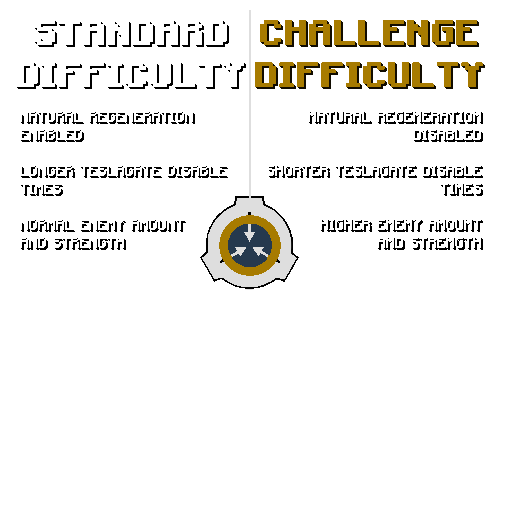 STANDARD
DIFFICULTY
NATURAL REGENERATION
ENABLED
LONGER TESLAGATE DISABLE
TIMES
NORMAL ENEMY AMOUNT
AND STRENGTH
CHALLENGE
DIFFICULTY
NATURAL REGENERATION
DISABLED
SHORTER TESLAGATE DISABLE
TIMES
HIGHER ENEMY AMOUNT
AND STRENGTH